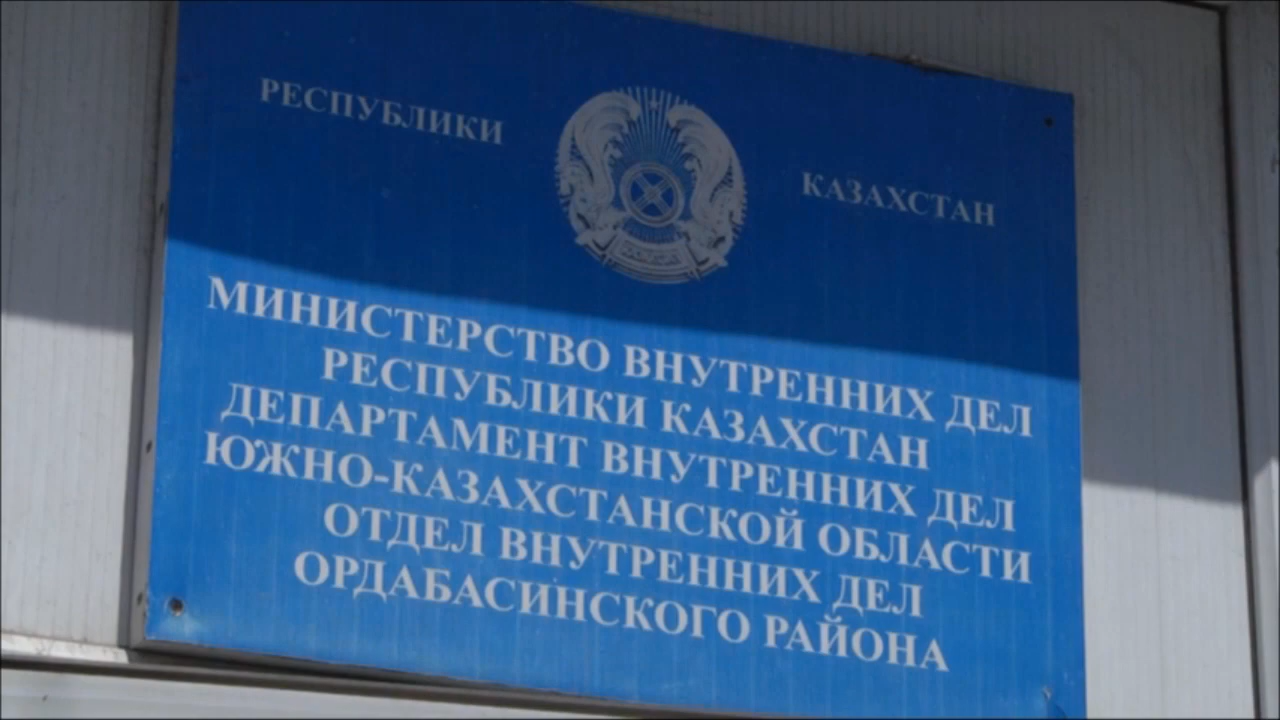 РЕСПУБЛИКИ
КАЗАХСТАН
МИНИСТЕРСТВО ВНУТРЕННИХ ДЕЛ
РЕСПУБЛИКИ КАЗАХСТАН
ДЕПАРТАМЕНТ ВНУТРЕННИХ ДЕЛ
ЮЖНО-КАЗАХСТАНСКОЙ ОБЛАСТИ
ОТДЕЛ ВНУТРЕННИХ ДЕЛ
ОРДАБАСИНСКОГО РАЙОНА